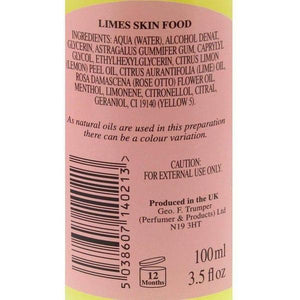 LIMES SKIN FOOD
INGREDIENTS: AQUA (WATER), ALCOHOL DENAT,
GLYCERIN, ASTRAGALUS GUMMIFER GUM, CAPRYLYL
GLYCOL, ETHYLHEXYLGLYCERIN, CITRUS LIMON
(LEMON) PEEL OIL, CITRUS AURANTIFOLIA (LIME) OIL,
ROSA DAMASCENA (ROSE OTTO) FLOWER OIL,
MENTHOL, LIMONENE, CITRONELLOL, CITRAL,
GERANIOL, CI 19140 (YELLOW 5).
As natural oils are used in this preparation
there can be a colour variation.
5 038607 140213
CAUTION:
FOR EXTERNAL USE ONLY.
Produced in the UK
Geo. F. Trumper
(Perfumer & Products) Ltd
N19 3HT
12
Months
100ml
3.5 fl oz